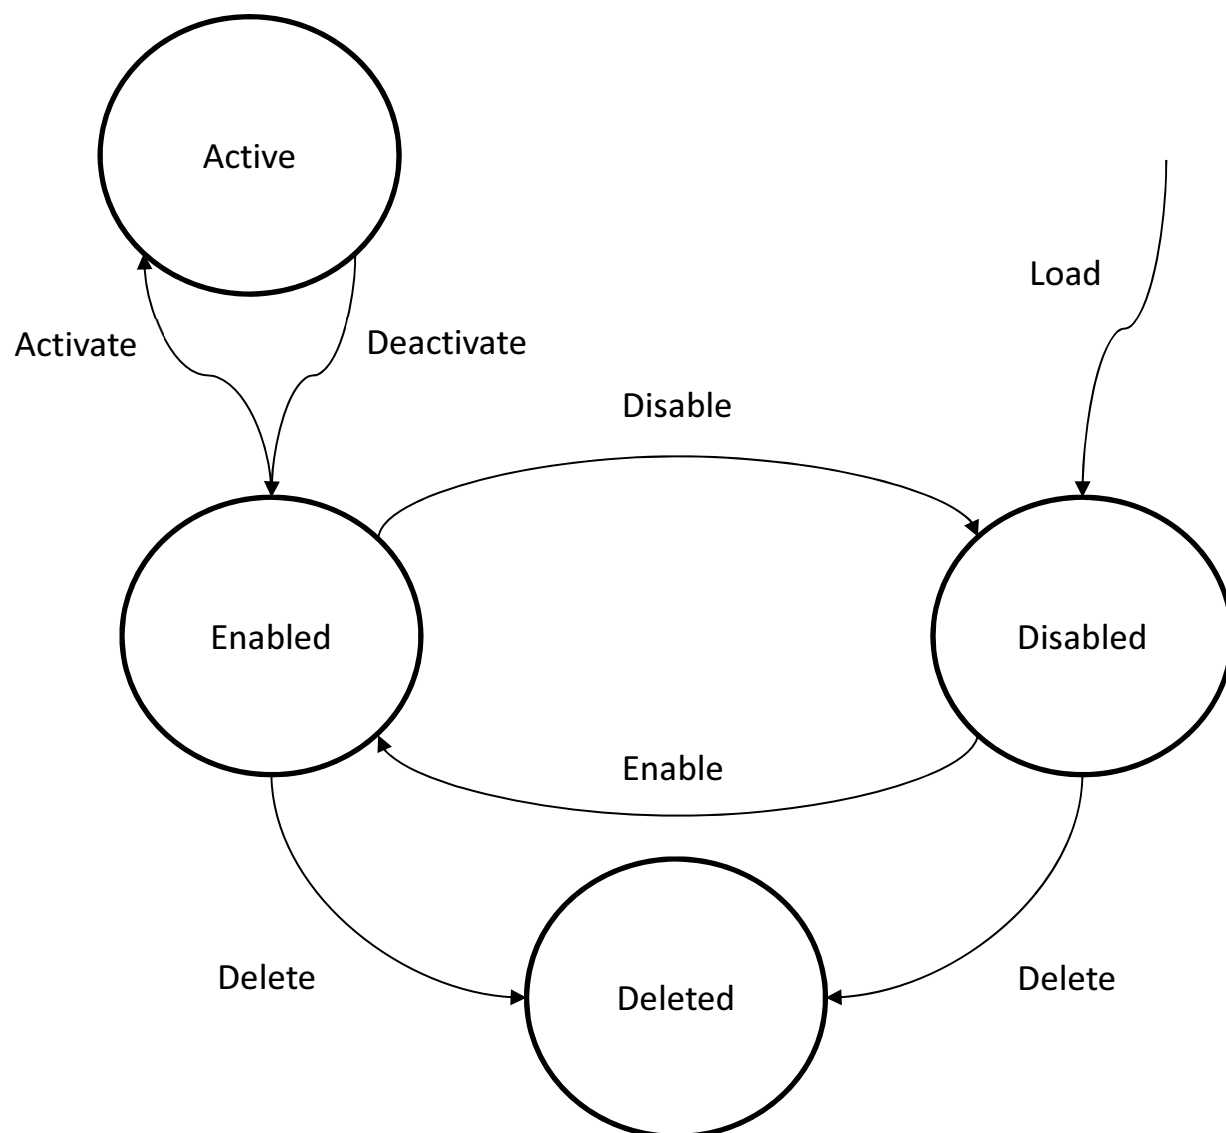 Active
Load
Activate
Deactivate
Disable
Enabled
Disabled
Enable
Delete
Deleted
Delete